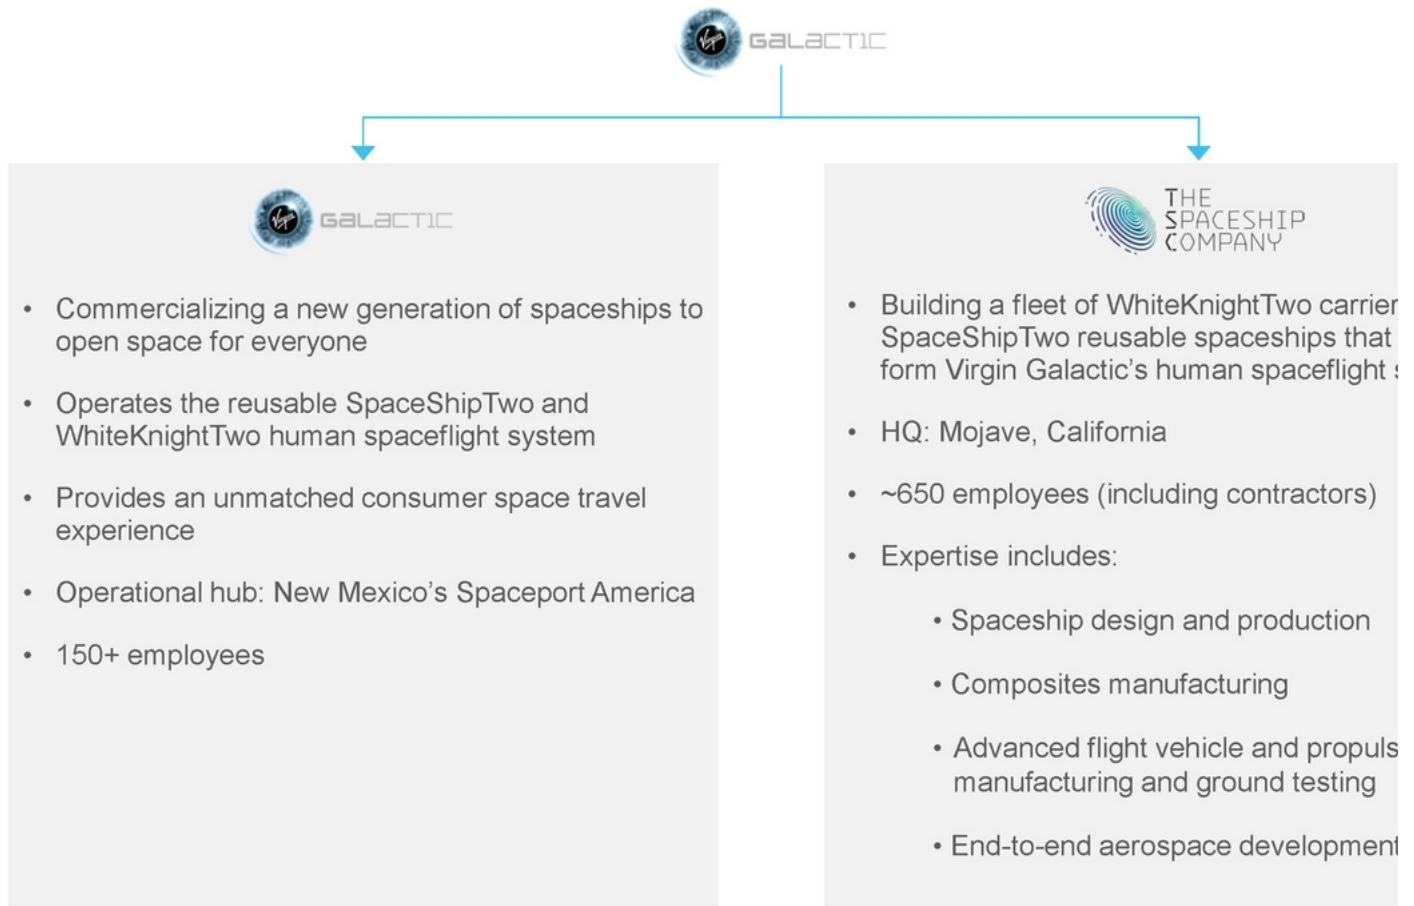 Virgin GALACTIC
Virgin GALACTIC
• Commercializing a new generation of spaceships to
open space for everyone
• Operates the reusable SpaceShipTwo and
WhiteKnightTwo human spaceflight system
• Provides an unmatched consumer space travel
experience
• Operational hub: New Mexico’s Spaceport America
• 150+ employees
THE
SPACESHIP
COMPANY
• Building a fleet of WhiteKnightTwo carrier
SpaceShipTwo reusable spaceships that
form Virgin Galactic’s human spaceflight
• HQ: Mojave, California
• ~650 employees (including contractors)
• Expertise includes:
• Spaceship design and production
• Composites manufacturing
• Advanced flight vehicle and propuls
manufacturing and ground testing
• End-to-end aerospace development